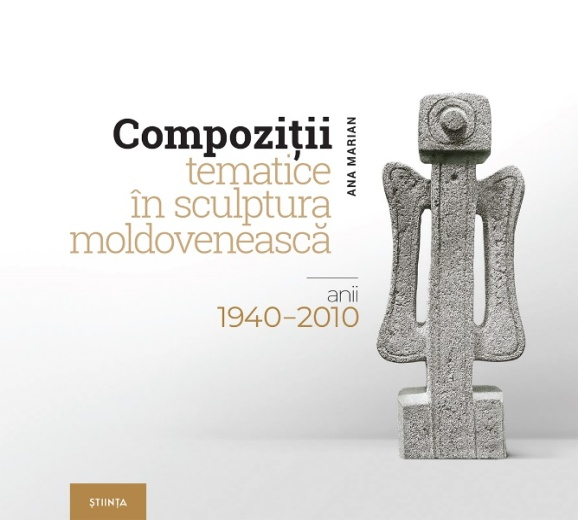 Compoziții
tematice
în sculptura
moldovenească
ANA MARIAN
anii
1940–2010
ȘTIINȚA